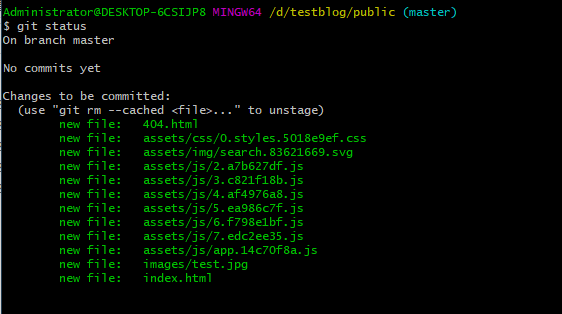 Administrator@DESKTOP-6CSIJP8 MINGW64 /d/testblog/public (master)
$ git status
On branch master
No commits yet
Changes to be committed:
(use "git rm --cached <file>..." to unstage)
new file: 404.html
new file: assets/css/0.styles.5018e9ef.css
new file: assets/img/search.83621669.svg
new file: assets/js/2.a7b627df.js
new file: assets/js/3.c821f18b.js
new file: assets/js/4.af4976a8.js
new file: assets/js/5.ea986c7f.js
new file: assets/js/6.f798e1bf.js
new file: assets/js/7.edc2ee35.js
new file: assets/js/app.14c70f8a.js
new file: images/test.jpg
new file: index.html